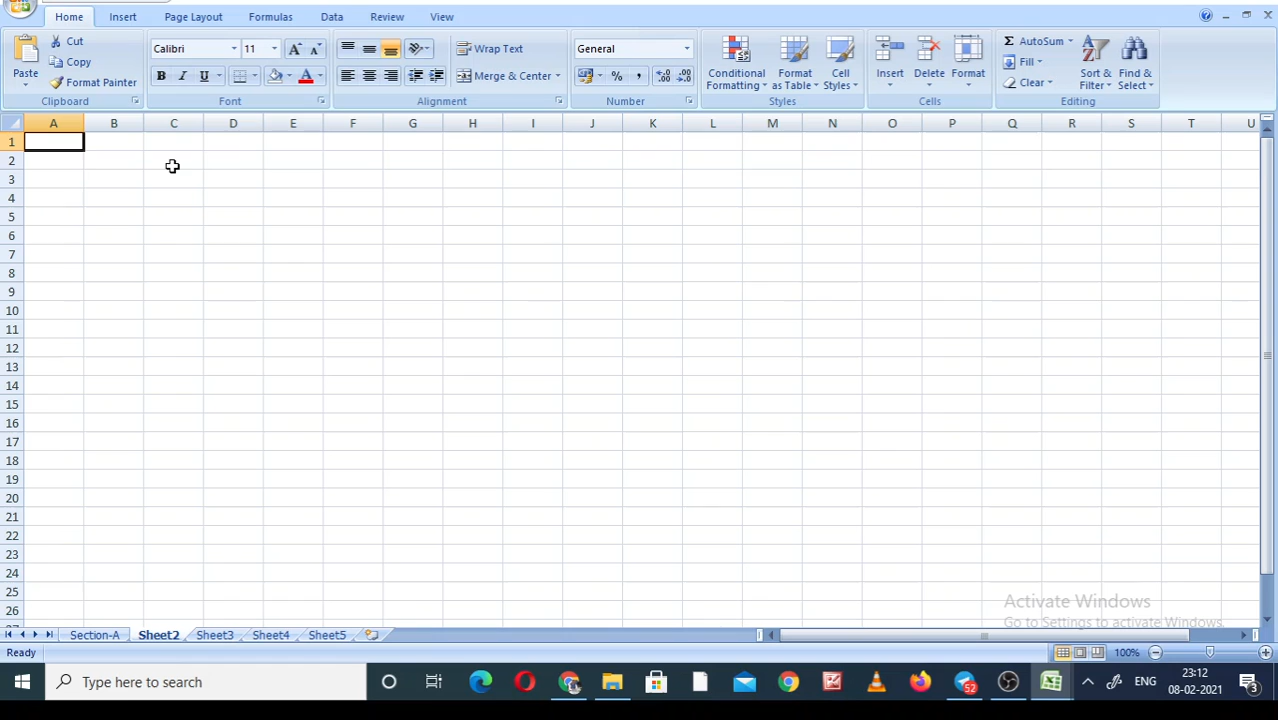 Home Insert Page Layout Formulas Data Review View
Cut
Copy
Format Painter
Paste
Clipboard
Calibri 11
B I U A
Font
Wrap Text
Merge & Center
Alignment
General
% ,
Number
Conditional Formatting
Format as Table
Cell Styles
Styles
Insert Delete Format
Cells
Σ AutoSum
Fill
Clear
Sort & Filter
Find & Select
Editing
A B C D E F G H I J K L M N O P Q R S T U
1
2
3
4
5
6
7
8
9
10
11
12
13
14
15
16
17
18
19
20
21
22
23
24
25
26
Activate Windows
Go to Settings to activate Windows.
Section-A Sheet2 Sheet3 Sheet4 Sheet5
Ready 100%
Type here to search
52
ENG
23:12
08-02-2021
3